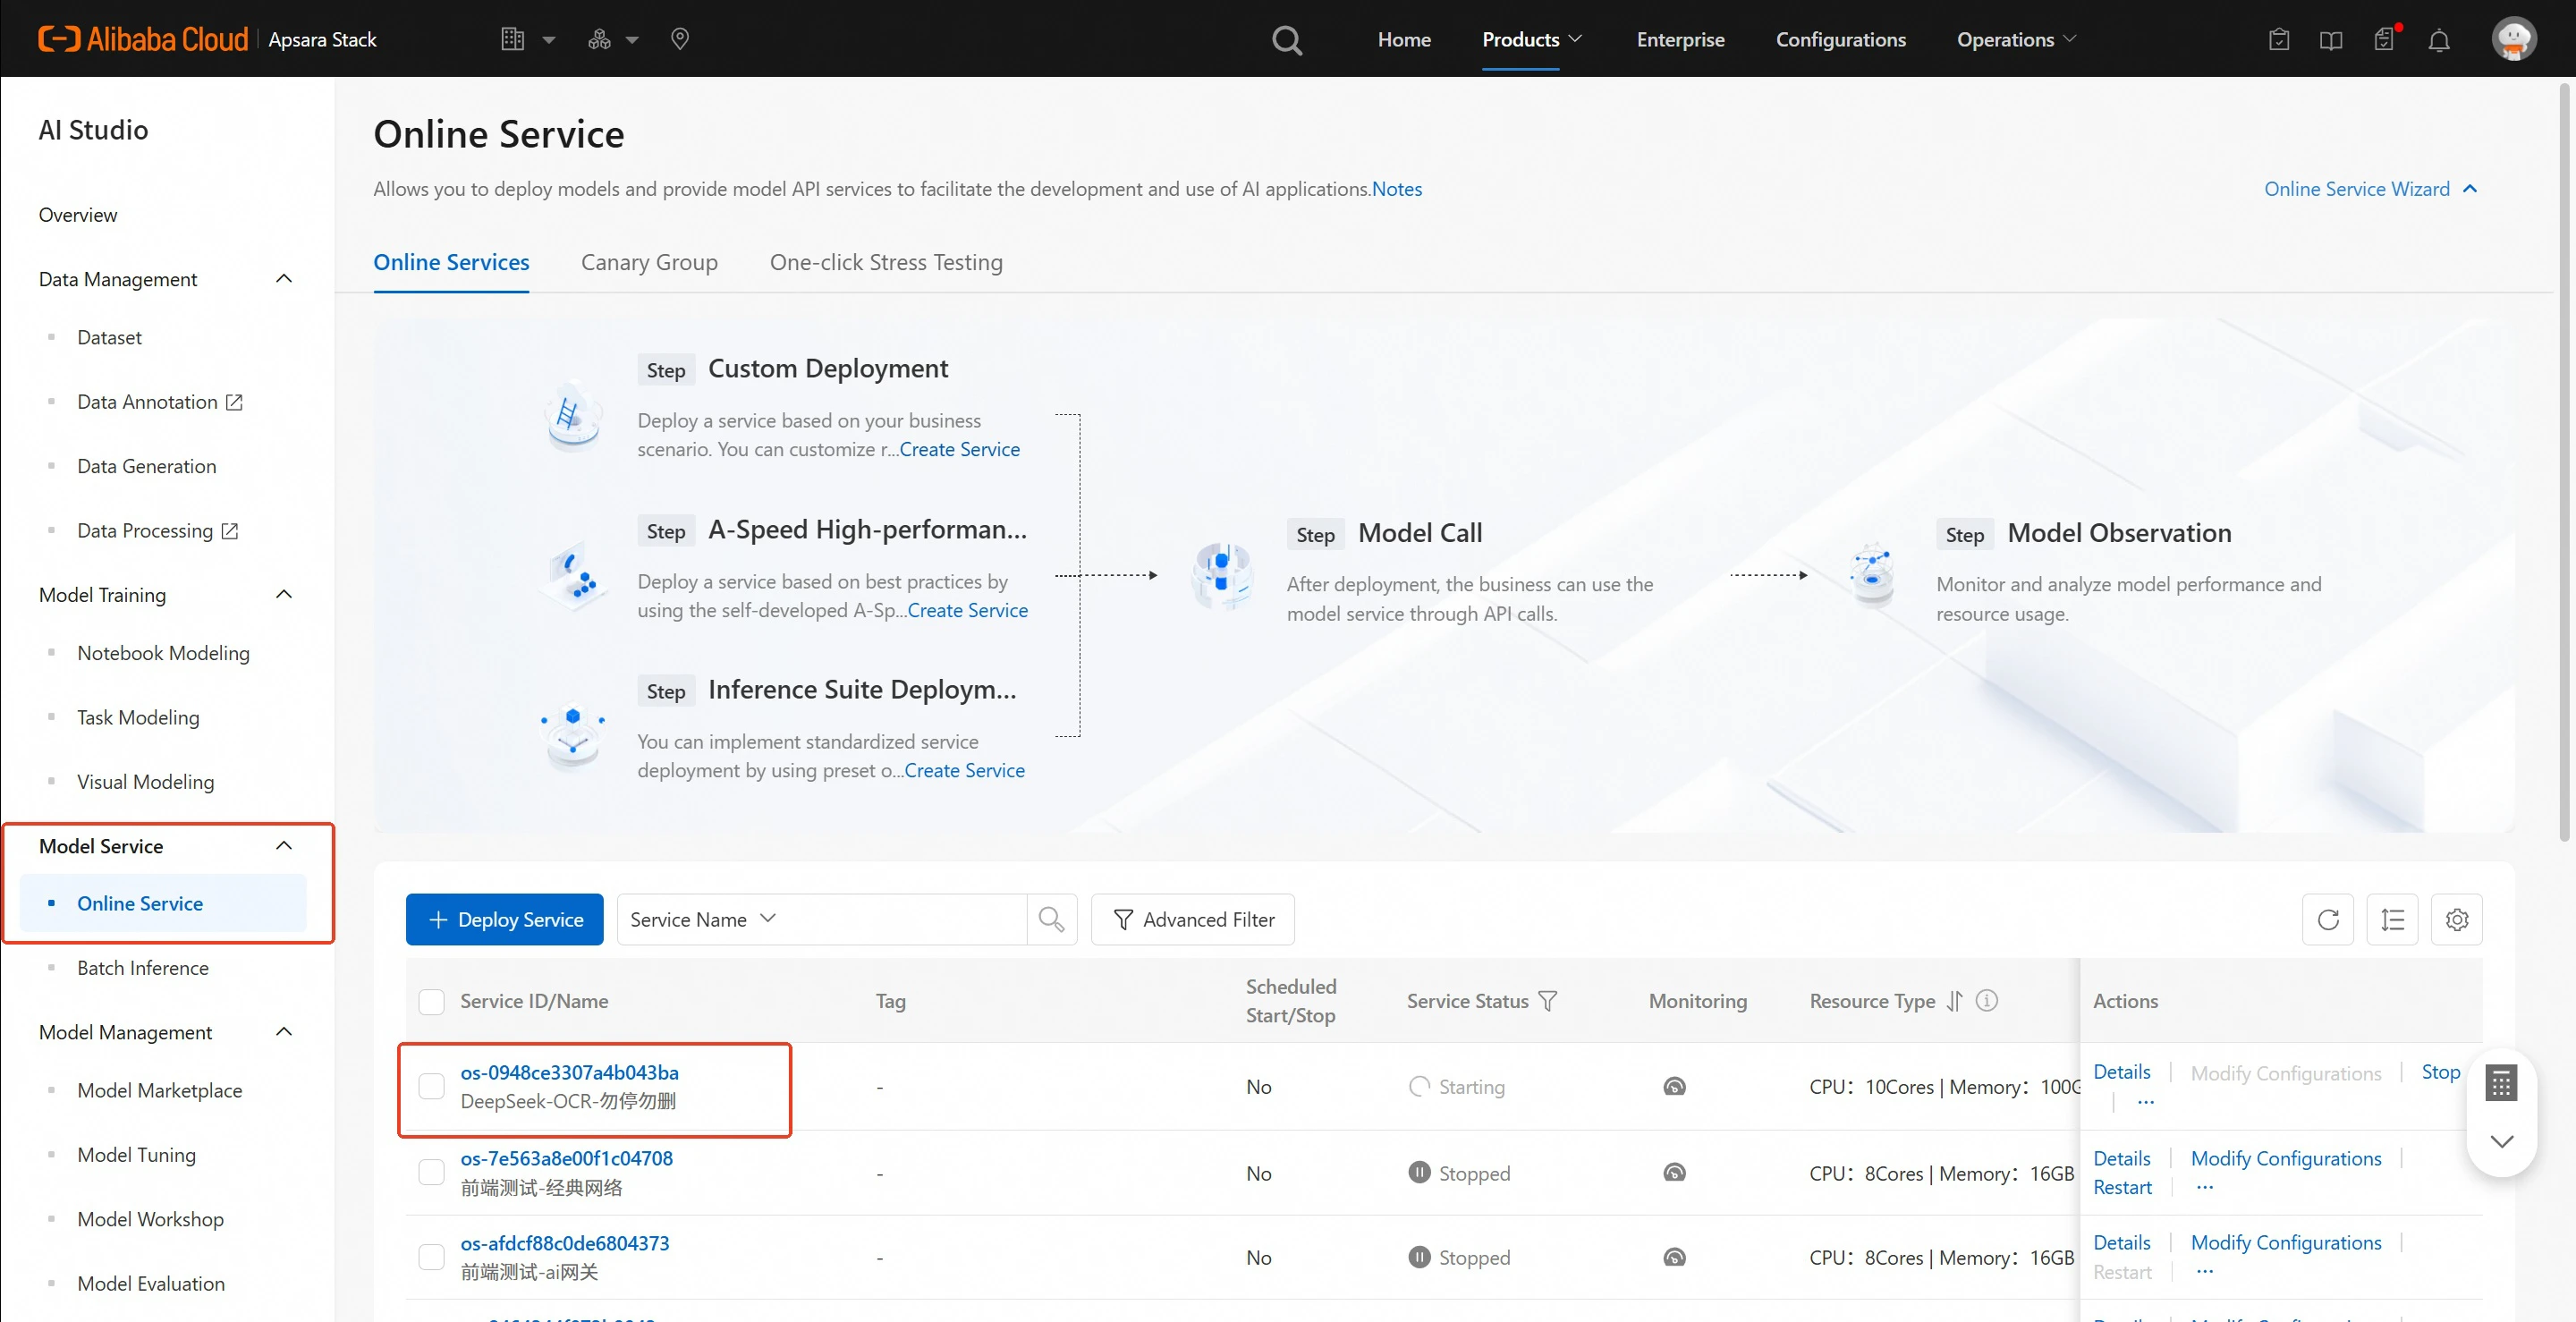 Alibaba Cloud | Apsara Stack
Home
Products
Enterprise
Configurations
Operations
AI Studio
Overview
Data Management
Dataset
Data Annotation
Data Generation
Data Processing
Model Training
Notebook Modeling
Task Modeling
Visual Modeling
Model Service
Online Service
Batch Inference
Model Management
Model Marketplace
Model Tuning
Model Workshop
Model Evaluation
Online Service
Allows you to deploy models and provide model API services to facilitate the development and use of AI applications.Notes
Online Service Wizard
Online Services
Canary Group
One-click Stress Testing
Step Custom Deployment
Deploy a service based on your business
scenario. You can customize r...Create Service
Step A-Speed High-performan...
Deploy a service based on best practices by
using the self-developed A-Sp...Create Service
Step Inference Suite Deploym...
You can implement standardized service
deployment by using preset o...Create Service
Step Model Call
After deployment, the business can use the
model service through API calls.
Step Model Observation
Monitor and analyze model performance and
resource usage.
+ Deploy Service
Service Name
Advanced Filter
Service ID/Name
Tag
Scheduled
Start/Stop
Service Status
Monitoring
Resource Type
Actions
os-0948ce3307a4b043ba
DeepSeek-OCR-勿停勿删
-
No
Starting
CPU：10Cores | Memory：100G
Details
Modify Configurations
Stop
...
os-7e563a8e00f1c04708
前端测试-经典网络
-
No
Stopped
CPU：8Cores | Memory：16GB
Details
Modify Configurations
Restart
...
os-afdcf88c0de6804373
前端测试-ai网关
-
No
Stopped
CPU：8Cores | Memory：16GB
Details
Modify Configurations
Restart
...